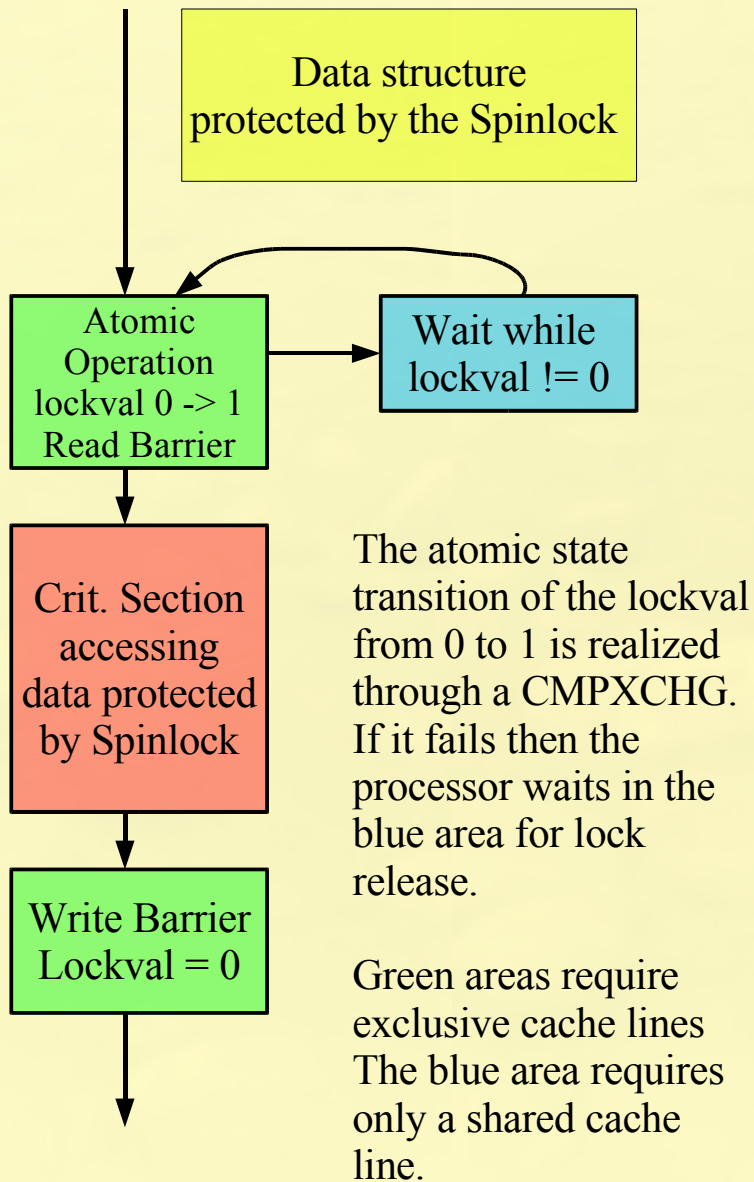 Data structure
protected by the Spinlock
Atomic
Operation
lockval 0 -> 1
Read Barrier
Wait while
lockval != 0
Crit. Section
accessing
data protected
by Spinlock
The atomic state
transition of the lockval
from 0 to 1 is realized
through a CMPXCHG.
If it fails then the
processor waits in the
blue area for lock
release.
Write Barrier
Lockval = 0
Green areas require
exclusive cache lines
The blue area requires
only a shared cache
line.